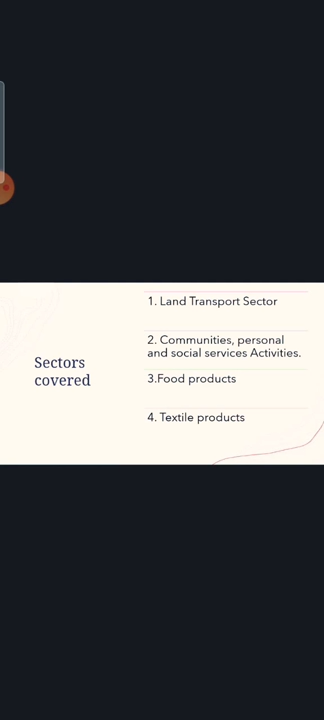 Sectors
covered
1. Land Transport Sector
2. Communities, personal
and social services Activities.
3.Food products
4. Textile products